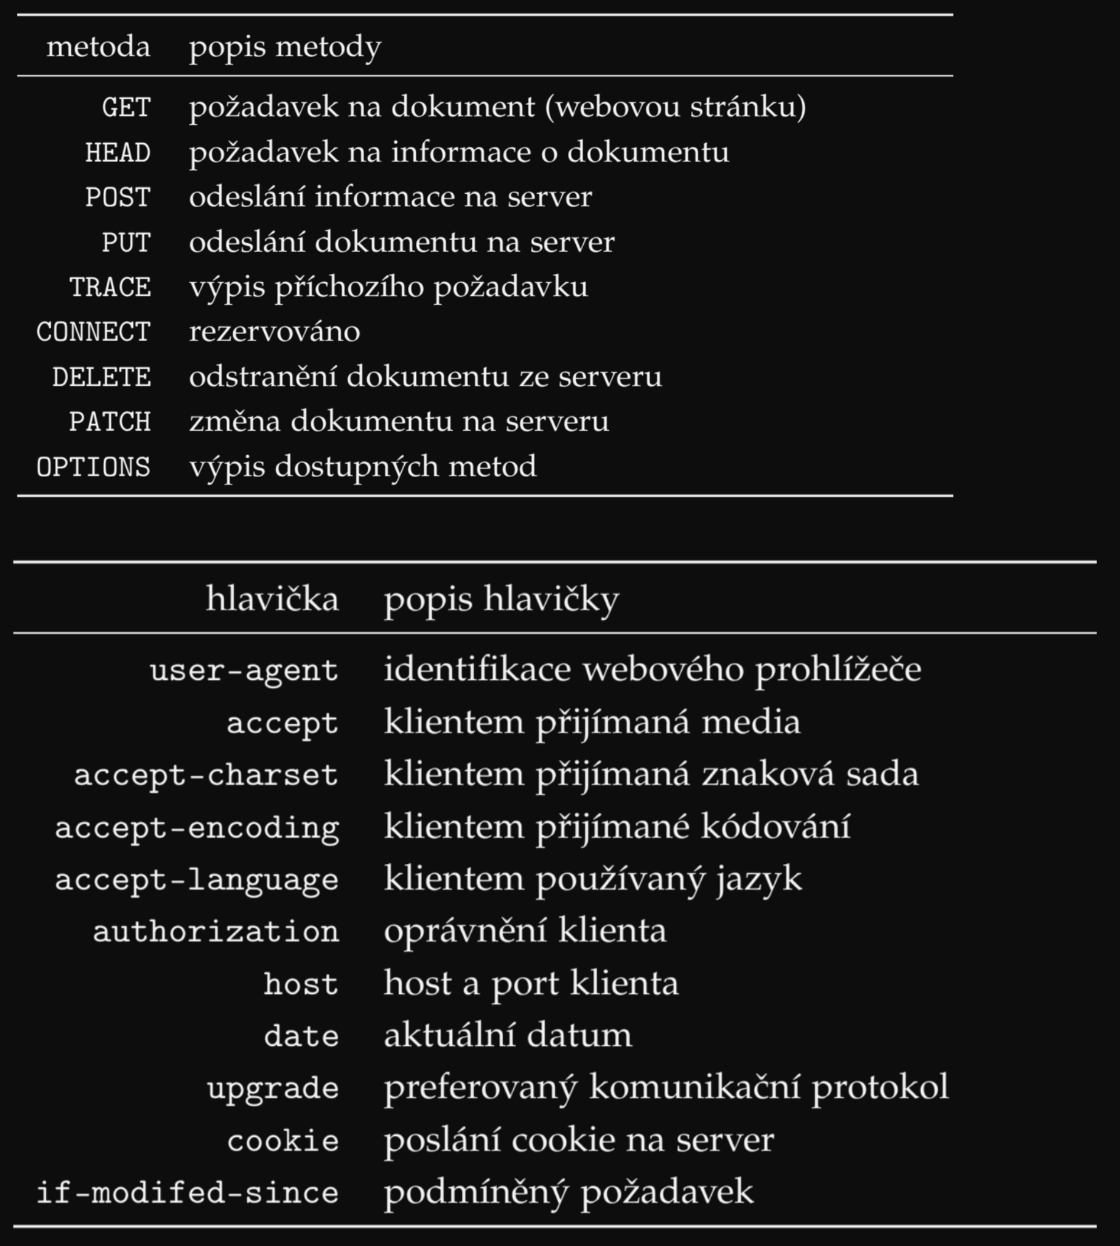 metoda popis metody
GET požadavek na dokument (webovou stránku)
HEAD požadavek na informace o dokumentu
POST odeslání informace na server
PUT odeslání dokumentu na server
TRACE výpis příchozího požadavku
CONNECT rezervováno
DELETE odstranění dokumentu ze serveru
PATCH změna dokumentu na serveru
OPTIONS výpis dostupných metod
hlavička popis hlavičky
user-agent identifikace webového prohlížeče
accept klientem přijímaná media
accept-charset klientem přijímaná znaková sada
accept-encoding klientem přijímané kódování
accept-language klientem používaný jazyk
authorization oprávnění klienta
host host a port klienta
date aktuální datum
upgrade preferovaný komunikační protokol
cookie poslání cookie na server
if-modifed-since podmíněný požadavek